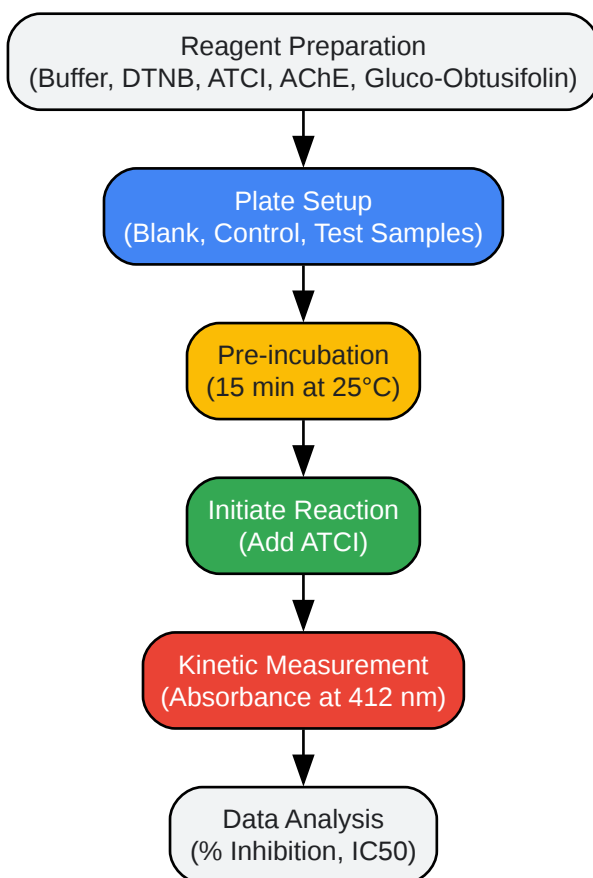 Reagent Preparation
(Buffer, DTNB, ATCI, AChE, Gluco-Obtusifolin)
Plate Setup
(Blank, Control, Test Samples)
Pre-incubation
(15 min at 25°C)
Initiate Reaction
(Add ATCI)
Kinetic Measurement
(Absorbance at 412 nm)
Data Analysis
(% Inhibition, IC50)